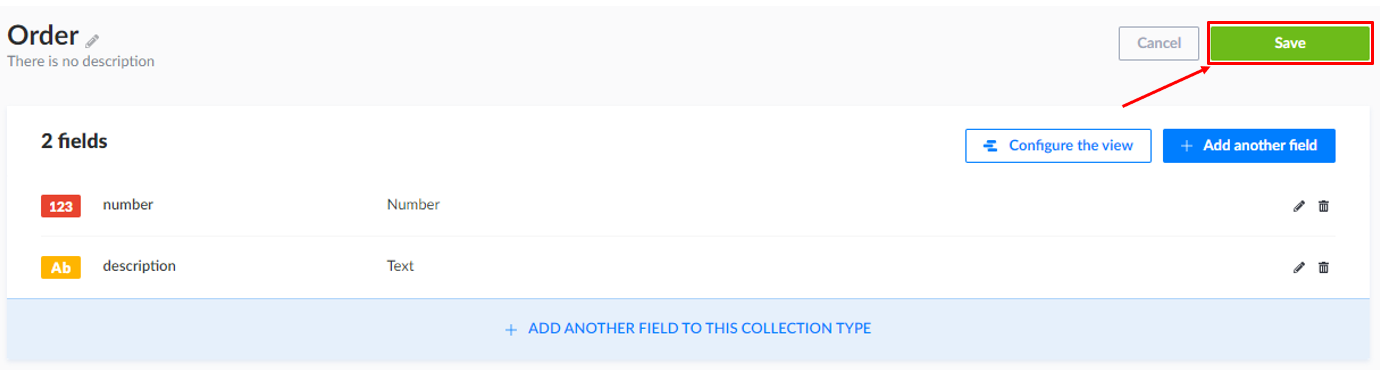 Order
There is no description
Cancel
Save
2 fields
Configure the view
Add another field
123 number Number
Ab description Text
ADD ANOTHER FIELD TO THIS COLLECTION TYPE